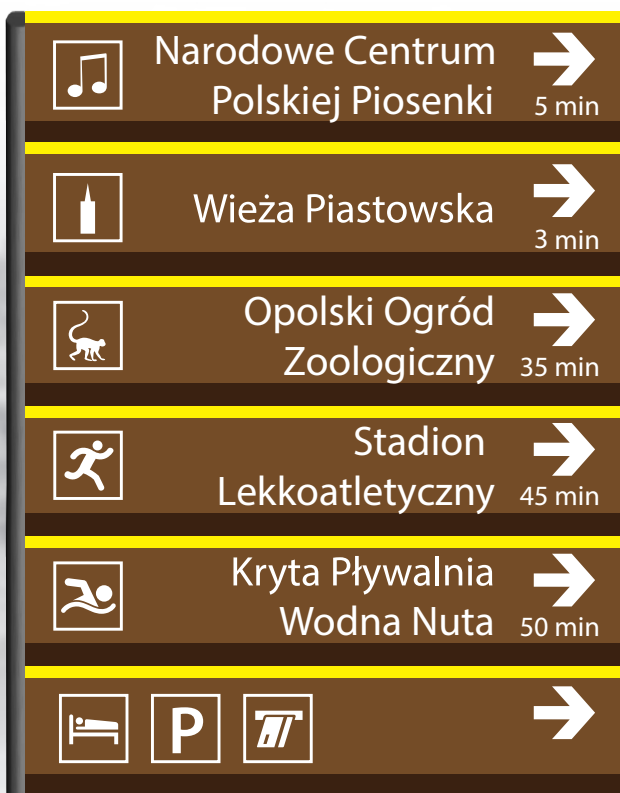 Narodowe Centrum
Polskiej Piosenki
5 min
Wieża Piastowska
3 min
Opolski Ogród
Zoologiczny
35 min
Stadion
Lekkoatletyczny
45 min
Kryta Pływalnia
Wodna Nuta
50 min
P